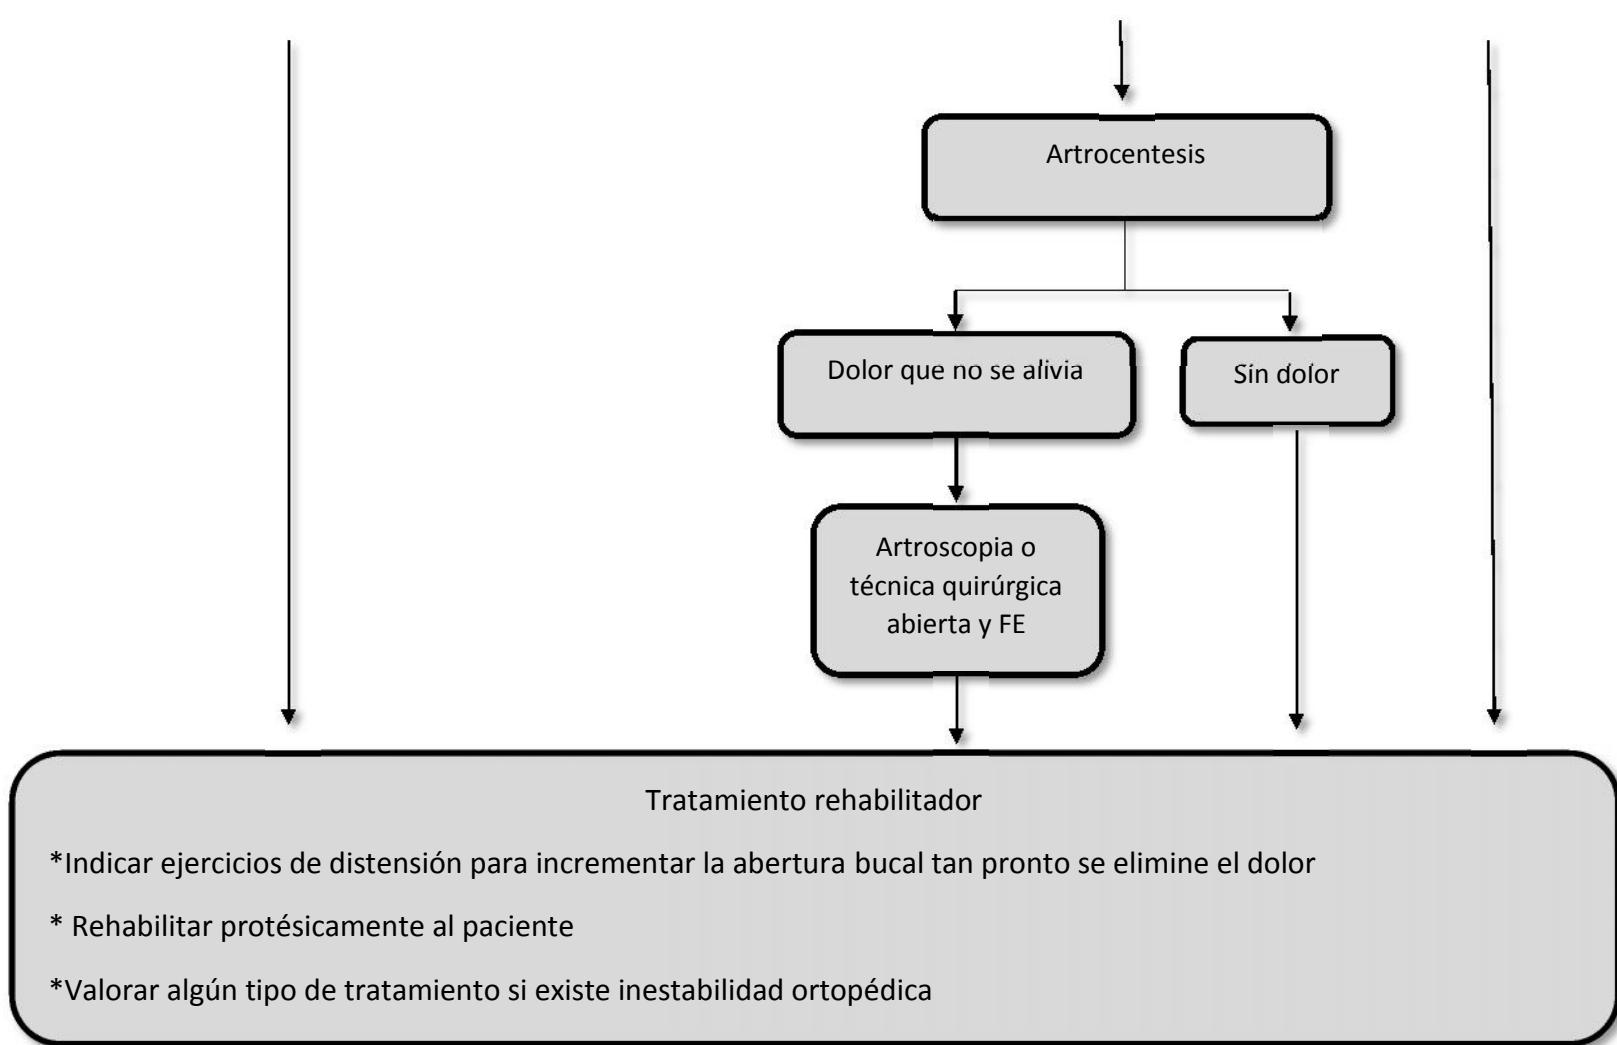 Artrocentesis
Dolor que no se alivia
Sin dolor
Artroscopia o
técnica quirúrgica
abierta y FE
Tratamiento rehabilitador
*Indicar ejercicios de distensión para incrementar la abertura bucal tan pronto se elimine el dolor
* Rehabilitar protésicamente al paciente
*Valorar algún tipo de tratamiento si existe inestabilidad ortopédica